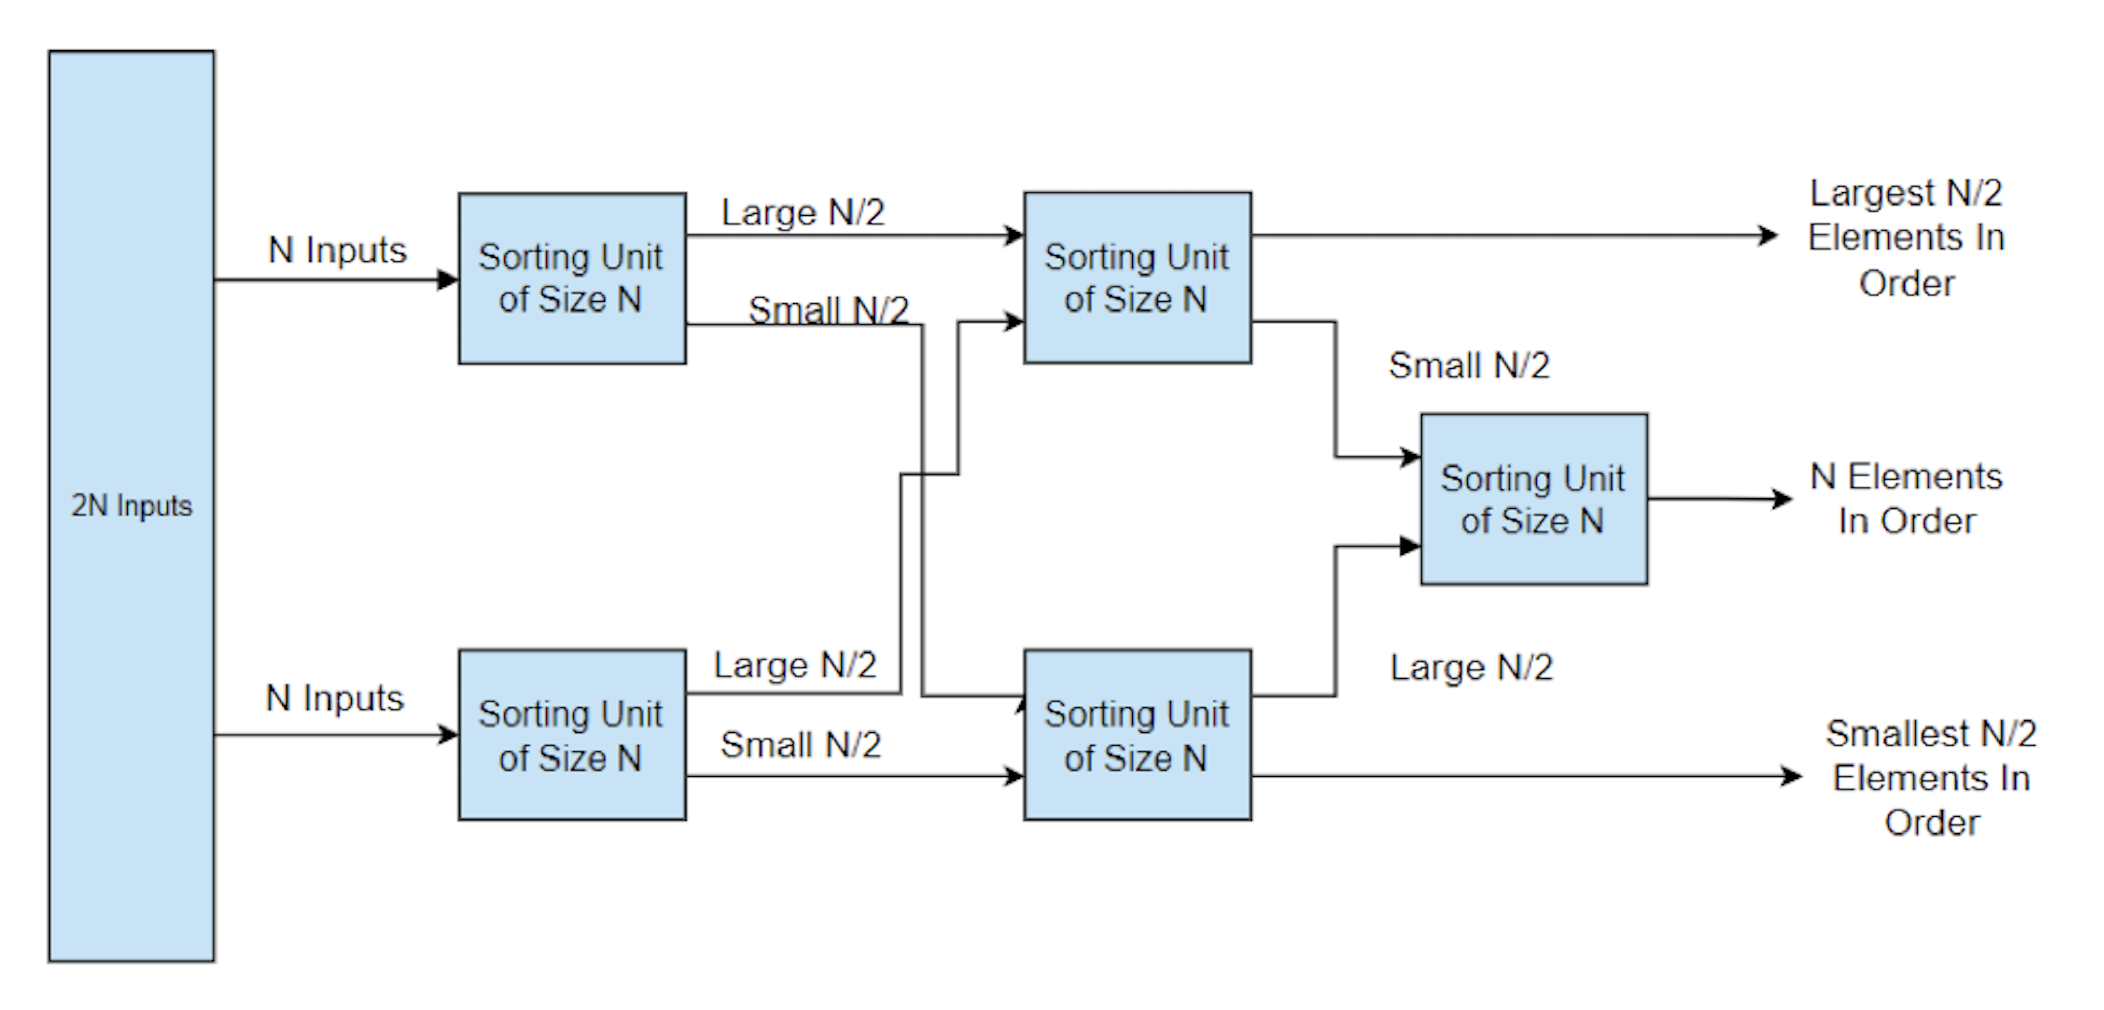 2N Inputs
N Inputs
N Inputs
Sorting Unit
of Size N
Large N/2
Small N/2
Sorting Unit
of Size N
Large N/2
Small N/2
Sorting Unit
of Size N
Sorting Unit
of Size N
Small N/2
Large N/2
Sorting Unit
of Size N
Largest N/2
Elements In
Order
N Elements
In Order
Smallest N/2
Elements In
Order